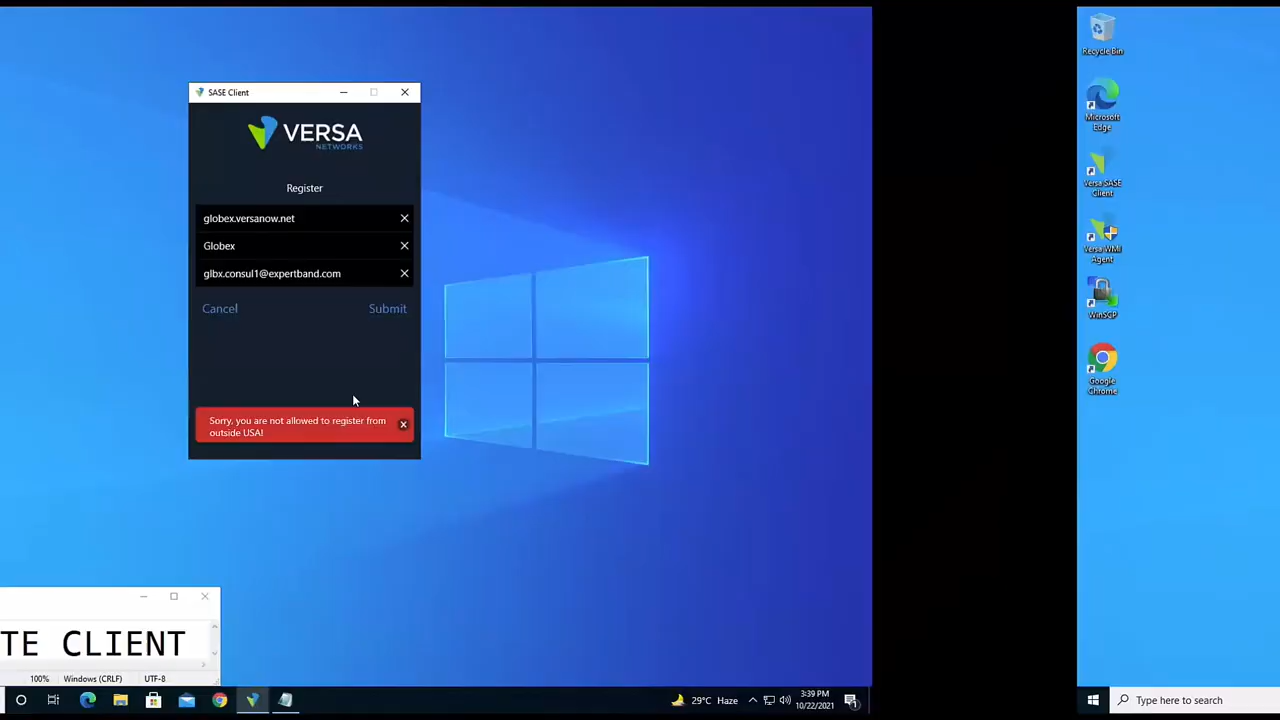 SASE Client
VERSA
NETWORKS
Register
globex.versanow.net
Globex
glbx.consul1@expertband.com
Cancel
Submit
Sorry, you are not allowed to register from
outside USA!
TE CLIENT
100%
Windows (CRLF)
UTF-8
29°C Haze
3:39 PM
10/22/2021
1
Recycle Bin
Microsoft
Edge
Versa SASE
Client
Versa WMI
Agent
WinSCP
Google
Chrome
Type here to search